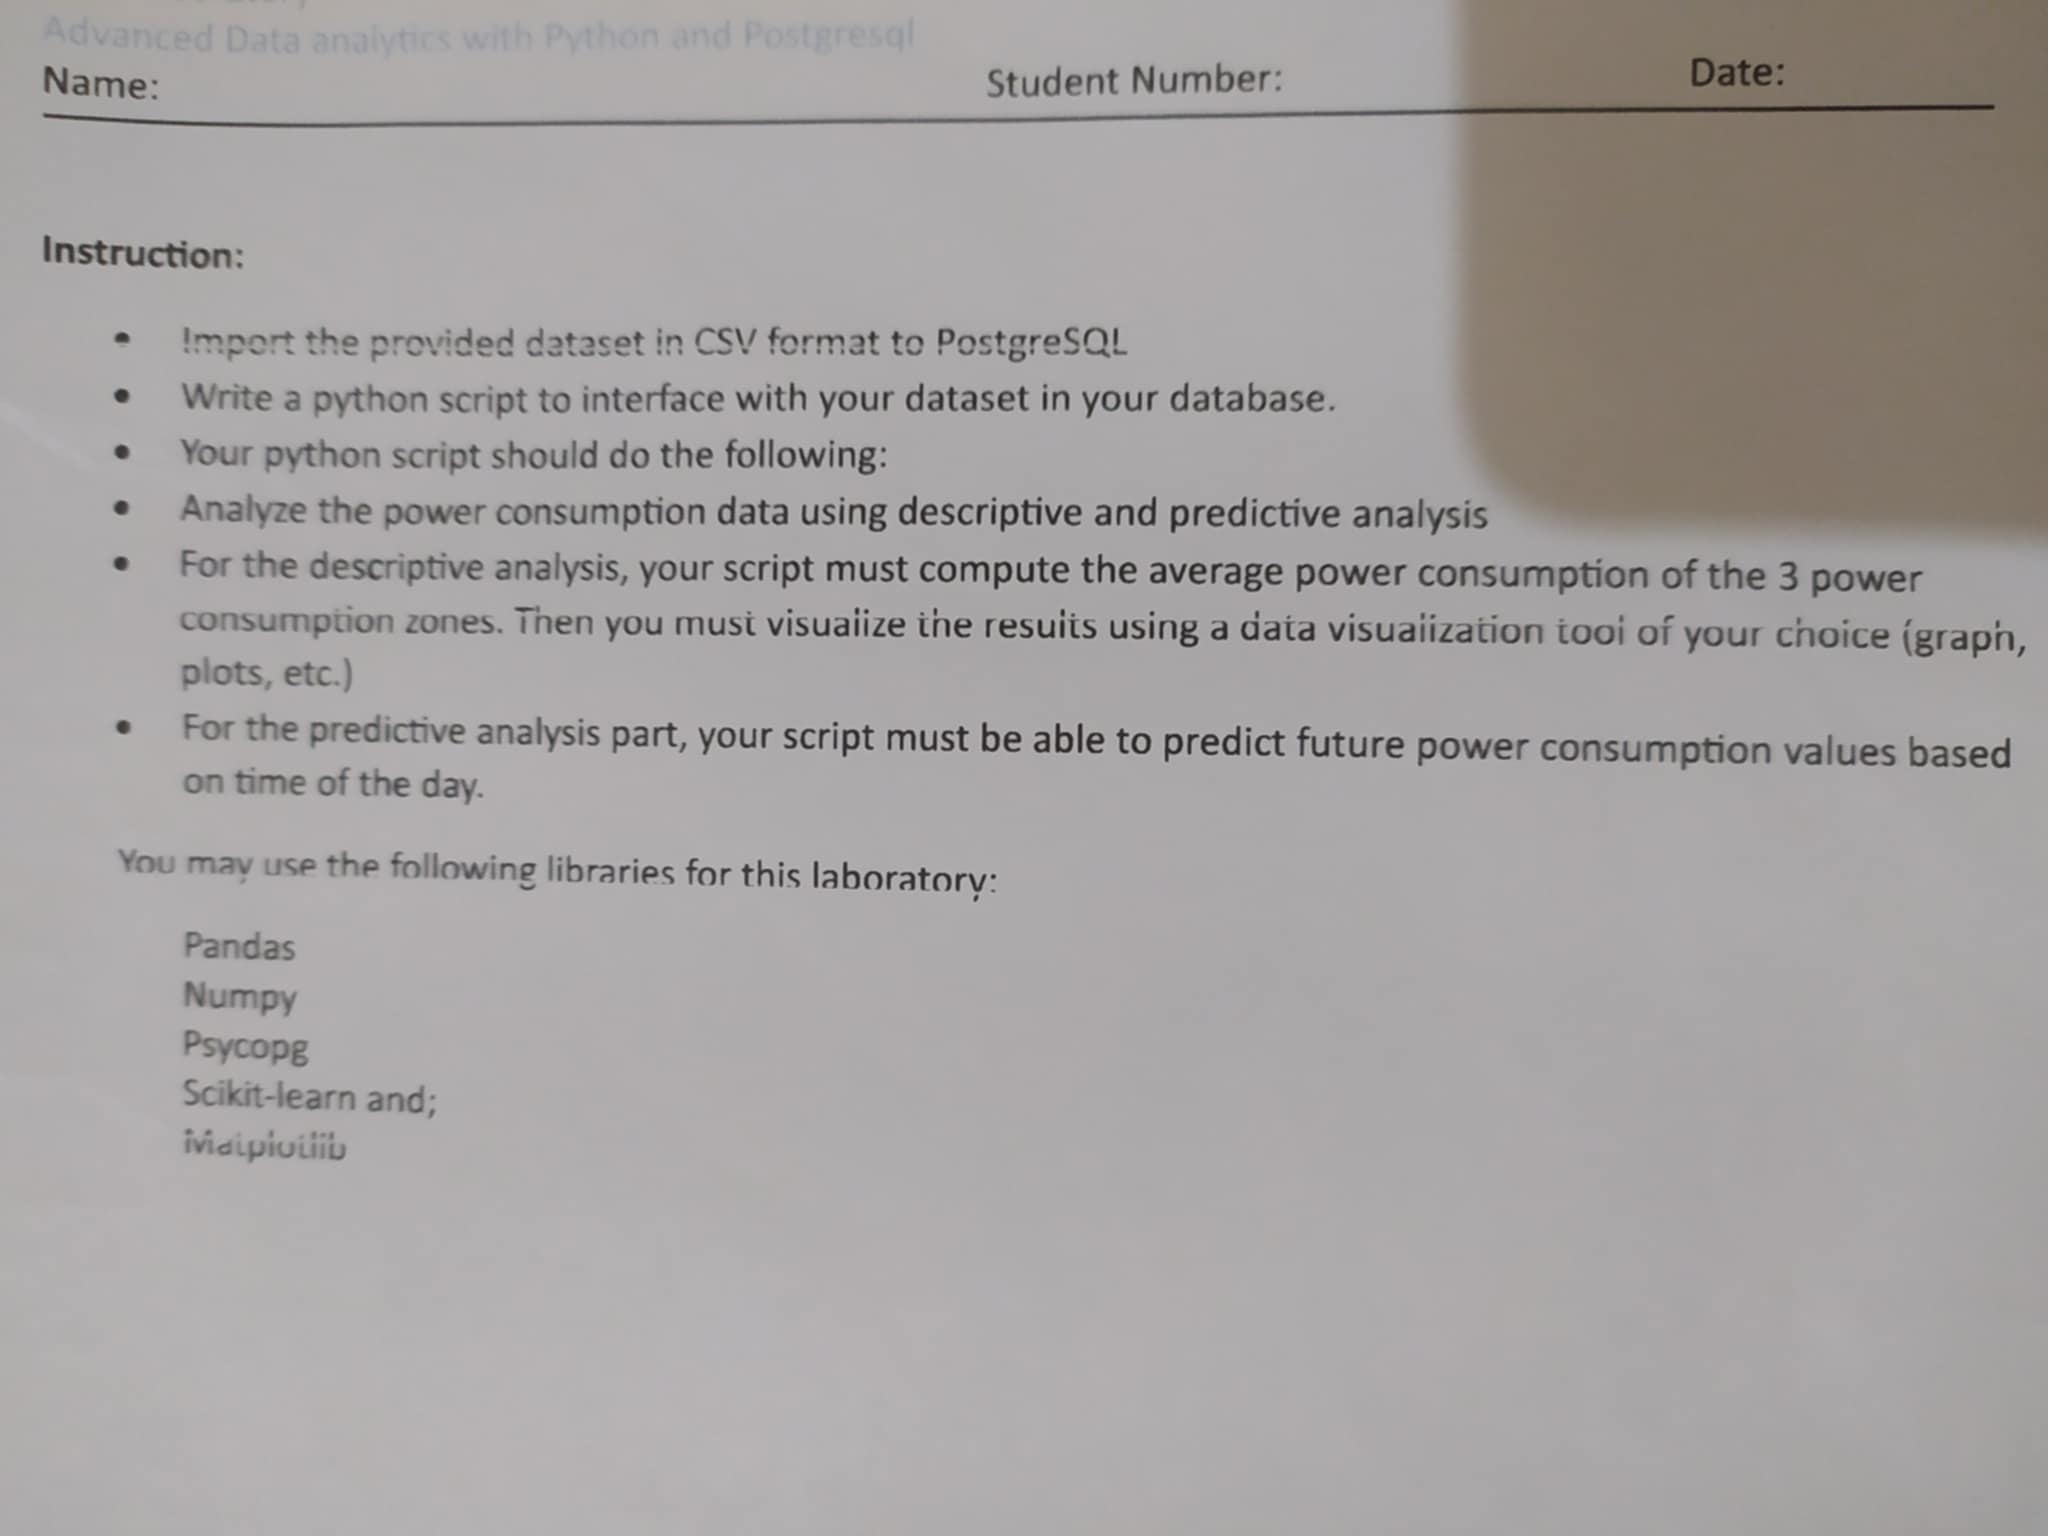 Advanced Data analytics with Python and Postgresql
Name: Student Number: Date:
Instruction:
• Import the provided dataset in CSV format to PostgreSQL
• Write a python script to interface with your dataset in your database.
• Your python script should do the following:
• Analyze the power consumption data using descriptive and predictive analysis
• For the descriptive analysis, your script must compute the average power consumption of the 3 power
consumption zones. Then you must visualize the results using a data visualization tool of your choice (graph,
plots, etc.)
• For the predictive analysis part, your script must be able to predict future power consumption values based
on time of the day.
You may use the following libraries for this laboratory:
Pandas
Numpy
Psycopg
Scikit-learn and;
Matplotlib